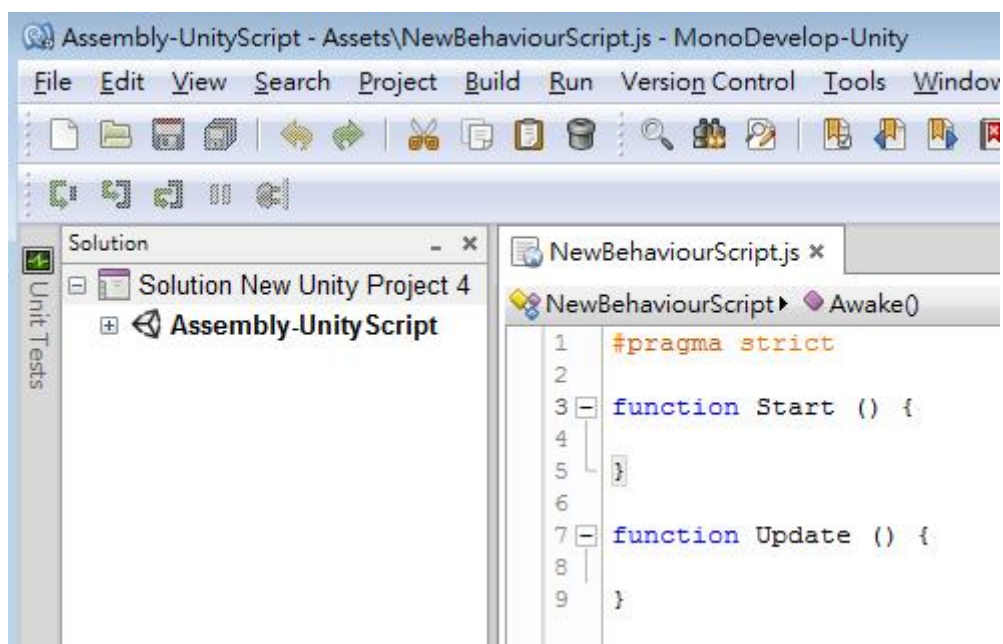 Assembly-UnityScript - Assets\NewBehaviourScript.js - MonoDevelop-Unity
File Edit View Search Project Build Run Version Control Tools Window
Solution
NewBehaviourScript.js
Solution New Unity Project 4
NewBehaviourScript Awake()
Assembly-UnityScript
Unit Tests
1 #pragma strict
2
3 function Start () {
4
5 }
6
7 function Update () {
8
9 }